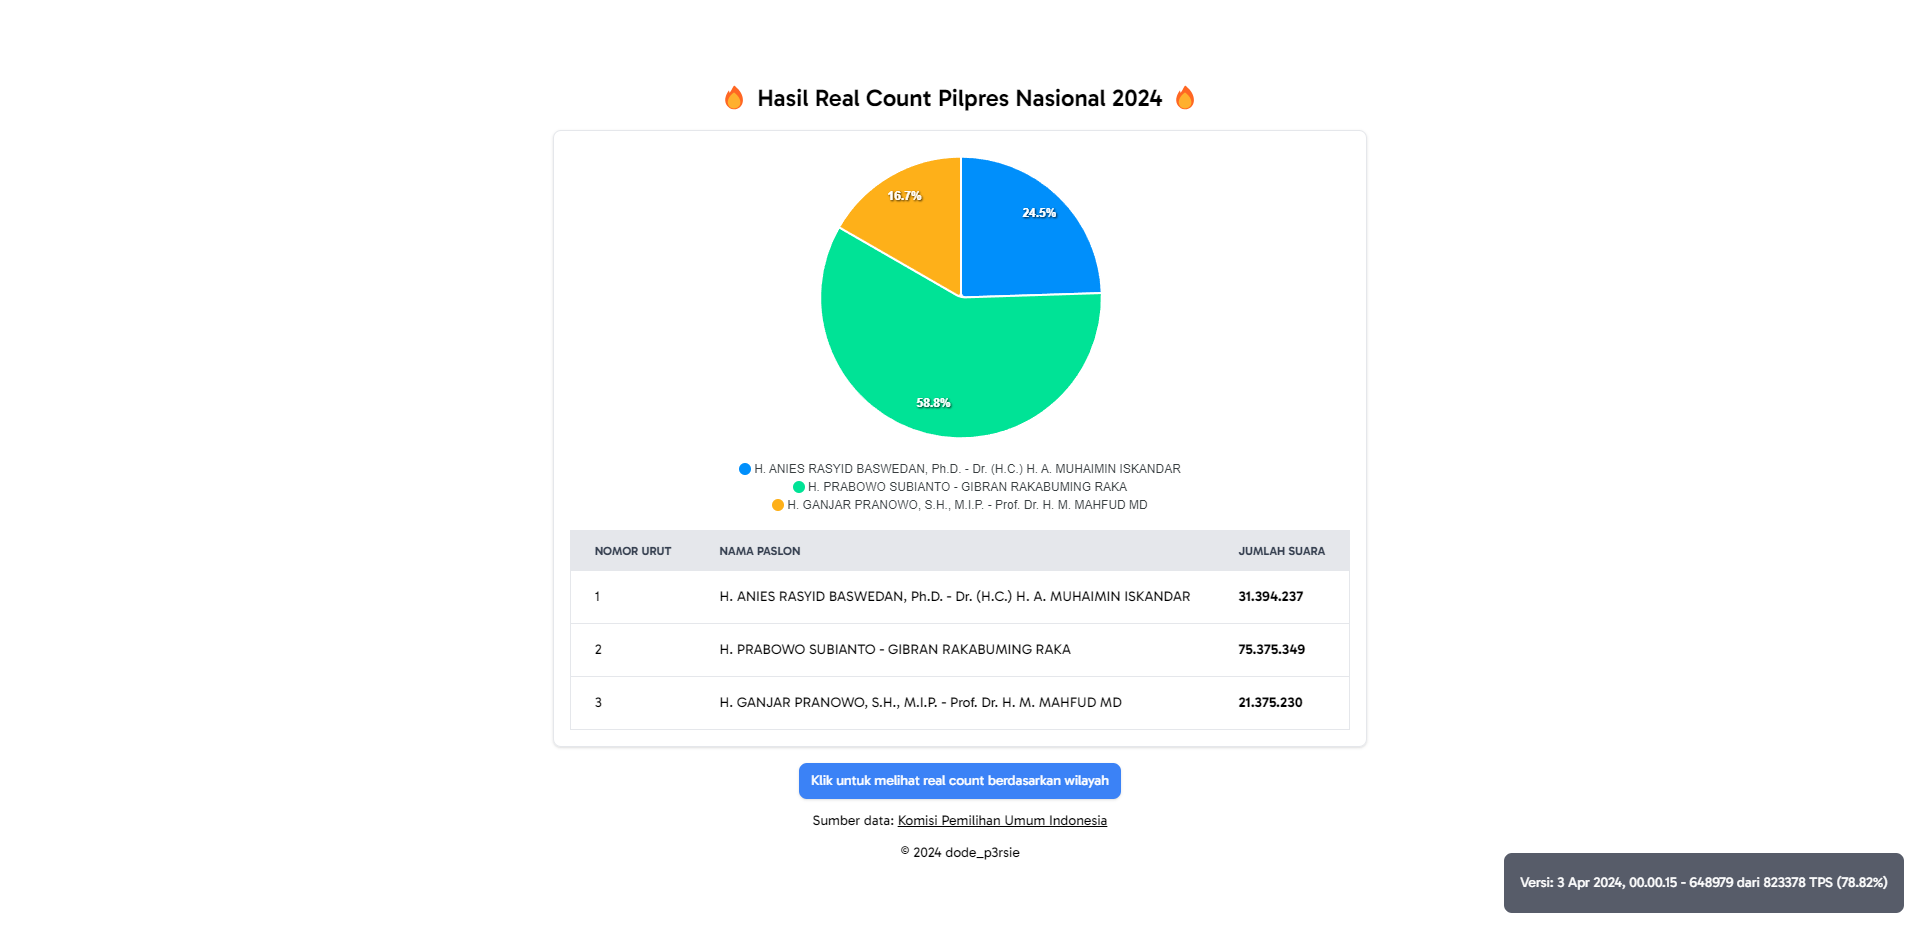 🔥 Hasil Real Count Pilpres Nasional 2024 🔥
16.7%
24.5%
58.8%
H. ANIES RASYID BASWEDAN, Ph.D. - Dr. (H.C.) H. A. MUHAIMIN ISKANDAR
H. PRABOWO SUBIANTO - GIBRAN RAKABUMING RAKA
H. GANJAR PRANOWO, S.H., M.I.P. - Prof. Dr. H. M. MAHFUD MD
NOMOR URUT NAMA PASLON JUMLAH SUARA
1 H. ANIES RASYID BASWEDAN, Ph.D. - Dr. (H.C.) H. A. MUHAIMIN ISKANDAR 31.394.237
2 H. PRABOWO SUBIANTO - GIBRAN RAKABUMING RAKA 75.375.349
3 H. GANJAR PRANOWO, S.H., M.I.P. - Prof. Dr. H. M. MAHFUD MD 21.375.230
Klik untuk melihat real count berdasarkan wilayah
Sumber data: Komisi Pemilihan Umum Indonesia
© 2024 dode_p3rsie
Versi: 3 Apr 2024, 00.00.15 - 648979 dari 823378 TPS (78.82%)